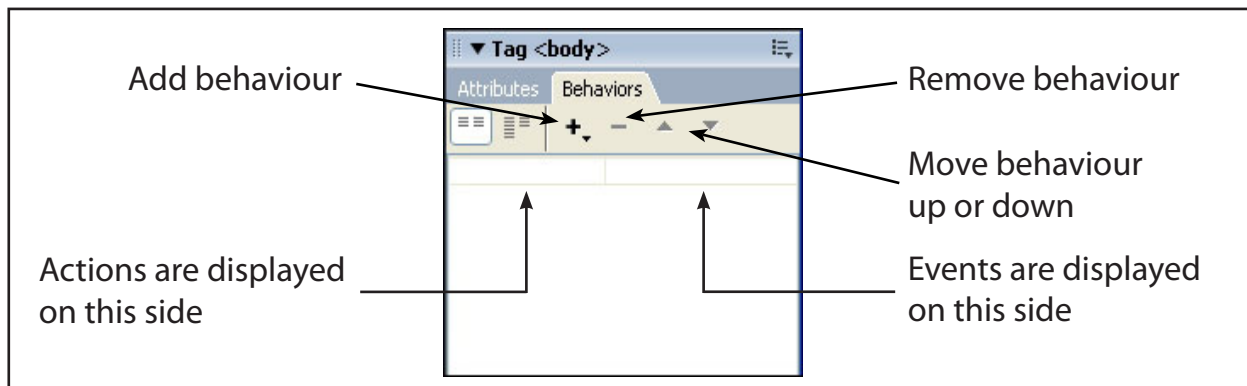 Tag <body>
Attributes Behaviors
Add behaviour
Remove behaviour
Move behaviour
up or down
Actions are displayed
on this side
Events are displayed
on this side